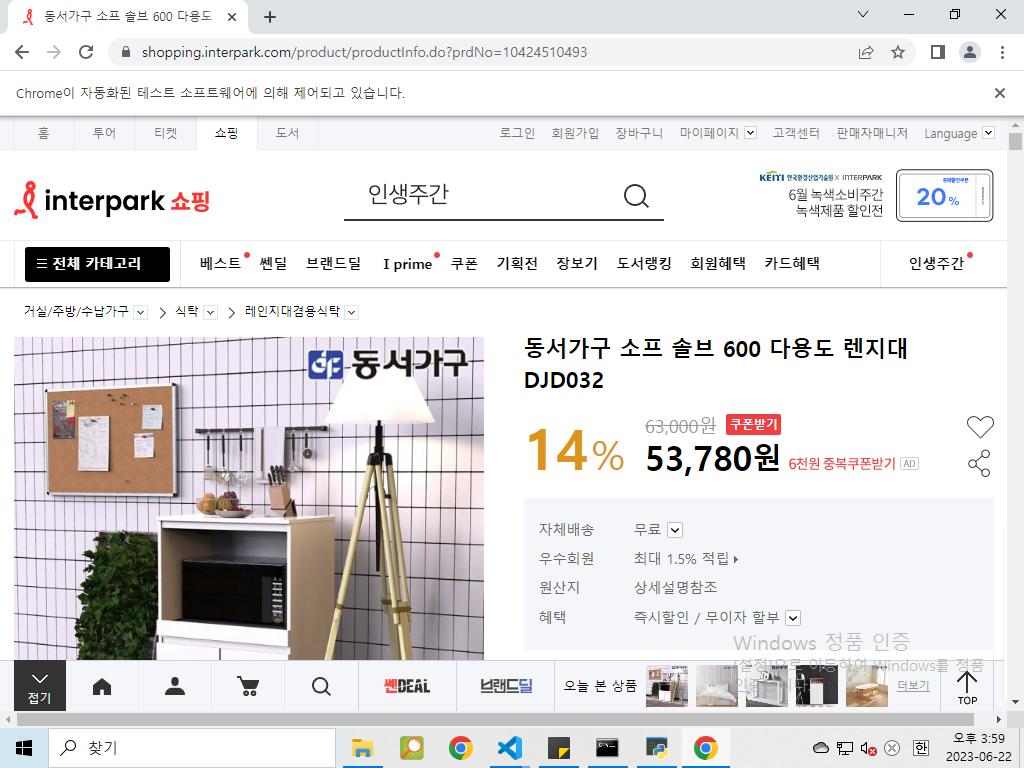 동서가구 소프 솔브 600 다용도
shopping.interpark.com/product/productInfo.do?prdNo=10424510493
Chrome이 자동화된 테스트 소프트웨어에 의해 제어되고 있습니다.
홈 투어 티켓 쇼핑 도서 로그인 회원가입 장바구니 마이페이지 고객센터 판매자매니저 Language
interpark 쇼핑
인생주간
KEITI 한국환경산업기술원 X INTERPARK
6월 녹색소비주간
녹색제품 할인전
중복할인쿠폰
20%
전체 카테고리 베스트 쎈딜 브랜드딜 I prime 쿠폰 기획전 장보기 도서랭킹 회원혜택 카드혜택 인생주간
거실/주방/수납가구 식탁 레인지대겸용식탁
동서가구
동서가구 소프 솔브 600 다용도 렌지대
DJD032
14%
63,000원 쿠폰받기
53,780원 6천원 중복쿠폰받기 AD
자체배송 무료
우수회원 최대 1.5% 적립
원산지 상세설명참조
혜택 즉시할인 / 무이자 할부
Windows 정품 인증
[설정]으로 이동하여 Windows를 정품
접기 쎈DEAL 브랜드딜 오늘 본 상품 더보기 TOP
찾기
한
오후 3:59
2023-06-22